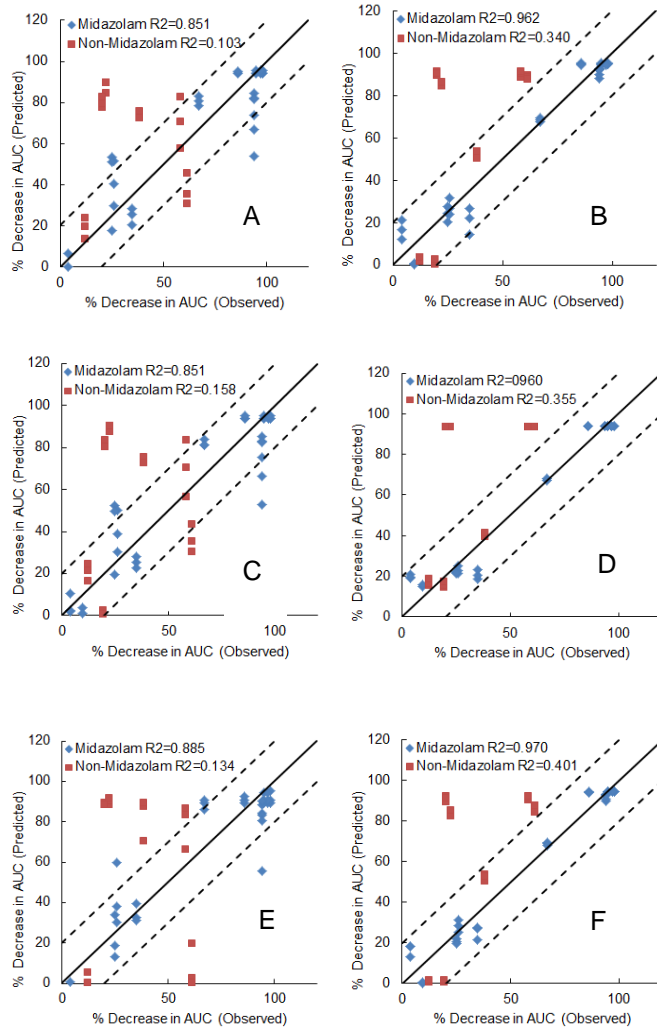 Midazolam R2=0.851
Non-Midazolam R2=0.103
% Decrease in AUC (Predicted)
120
100
80
60
40
20
0
A
0 50 100
% Decrease in AUC (Observed)
Midazolam R2=0.962
Non-Midazolam R2=0.340
% Decrease in AUC (Predicted)
120
100
80
60
40
20
0
B
0 50 100
% Decrease in AUC (Observed)
Midazolam R2=0.851
Non-Midazolam R2=0.158
% Decrease in AUC (Predicted)
120
100
80
60
40
20
0
C
0 50 100
% Decrease in AUC (Observed)
Midazolam R2=0960
Non-Midazolam R2=0.355
% Decrease in AUC (Predicted)
120
100
80
60
40
20
0
D
0 50 100
% Decrease in AUC (Observed)
Midazolam R2=0.885
Non-Midazolam R2=0.134
% Decrease in AUC (Predicted)
120
100
80
60
40
20
0
E
0 50 100
% Decrease in AUC (Observed)
Midazolam R2=0.970
Non-Midazolam R2=0.401
% Decrease in AUC (Predicted)
120
100
80
60
40
20
0
F
0 50 100
% Decrease in AUC (Observed)